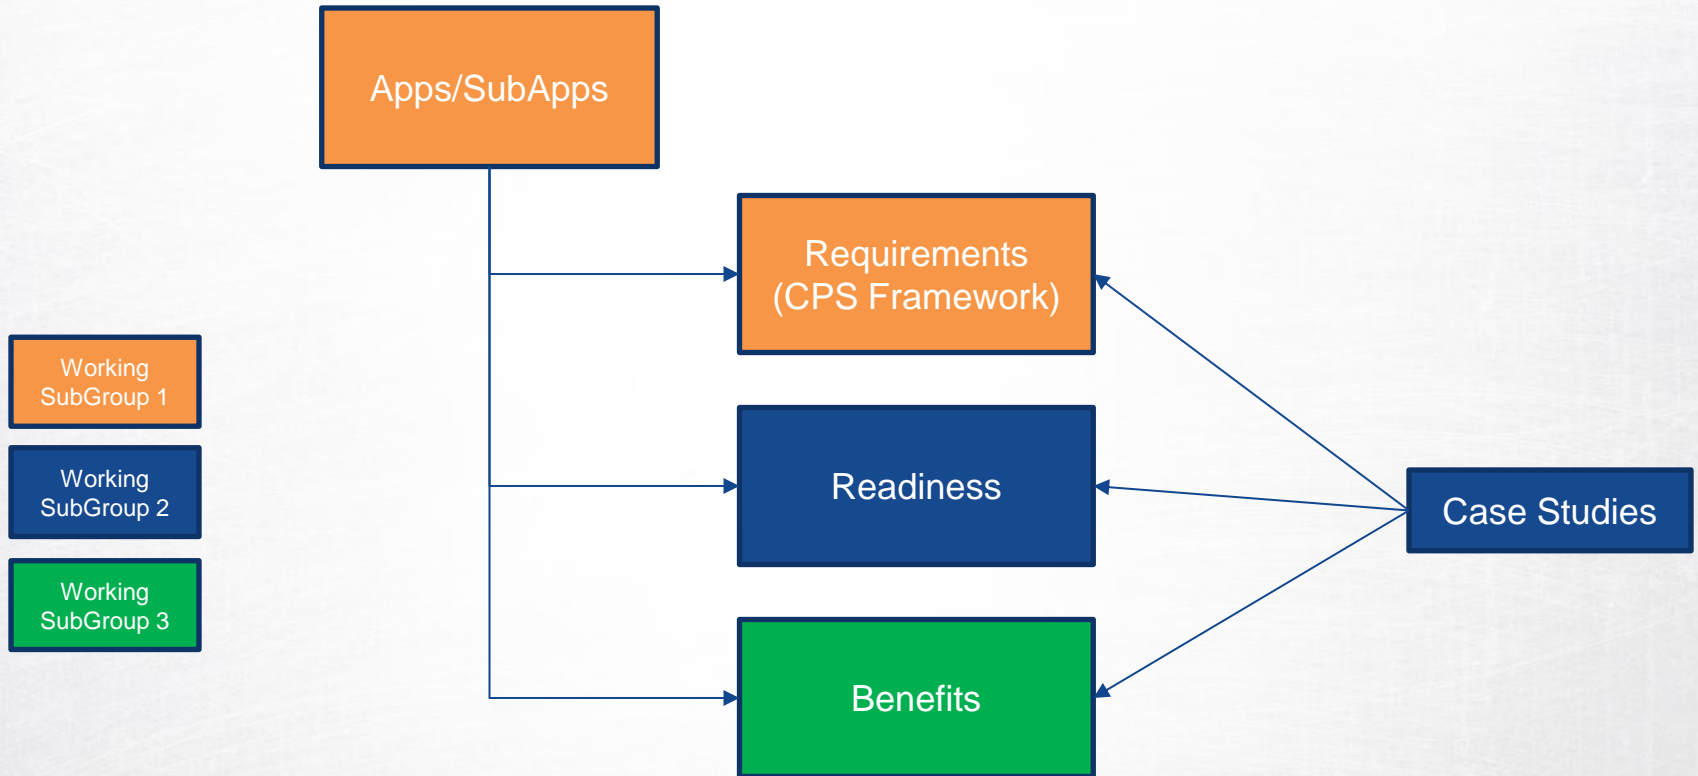 Apps/SubApps
Requirements
(CPS Framework)
Working
SubGroup 1
Readiness
Working
SubGroup 2
Case Studies
Working
SubGroup 3
Benefits